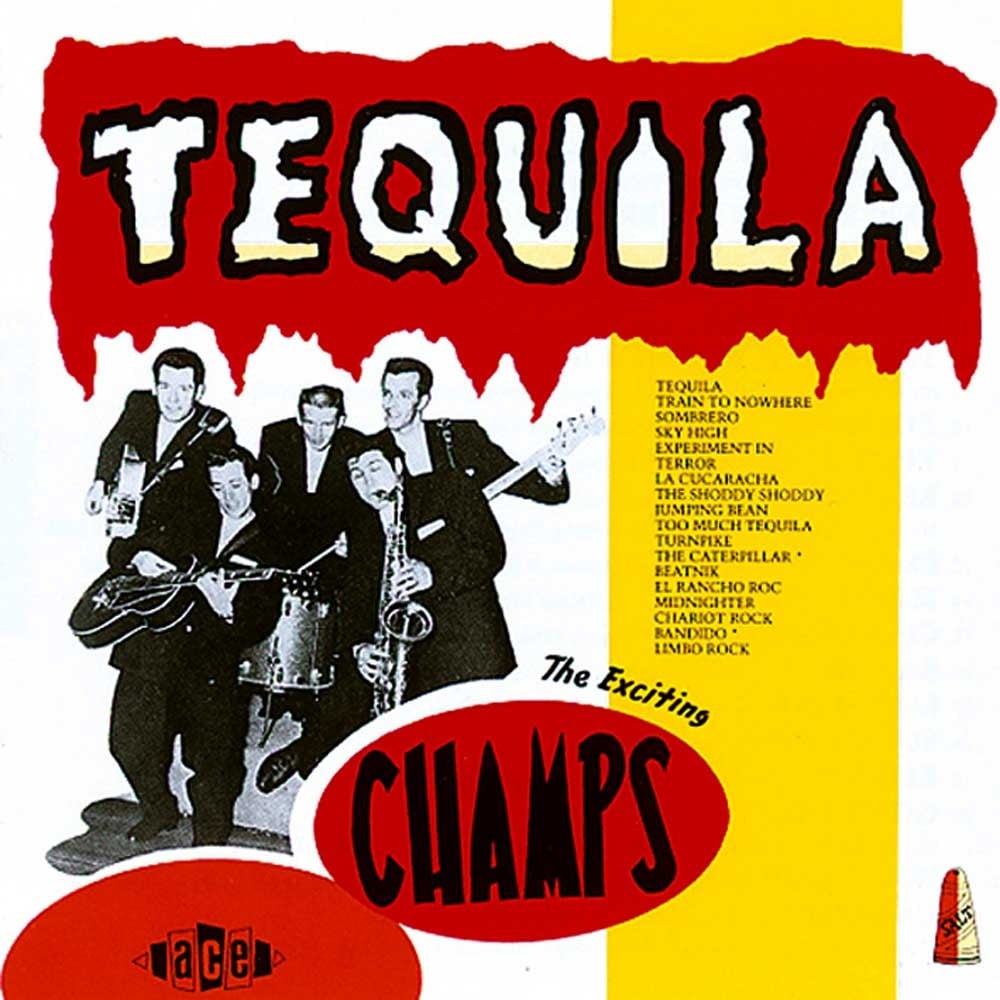 TEQUILA
TEQUILA
TRAIN TO NOWHERE
SOMBRERO
SKY HIGH
EXPERIMENT IN
TERROR
LA CUCARACHA
THE SHODDY SHODDY
JUMPING BEAN
TOO MUCH TEQUILA
TURNPIKE
THE CATERPILLAR *
BEATNIK
EL RANCHO ROC
MIDNIGHTER
CHARIOT ROCK
BANDIDO *
LIMBO ROCK
The Exciting
CHAMPS
ace
SALT